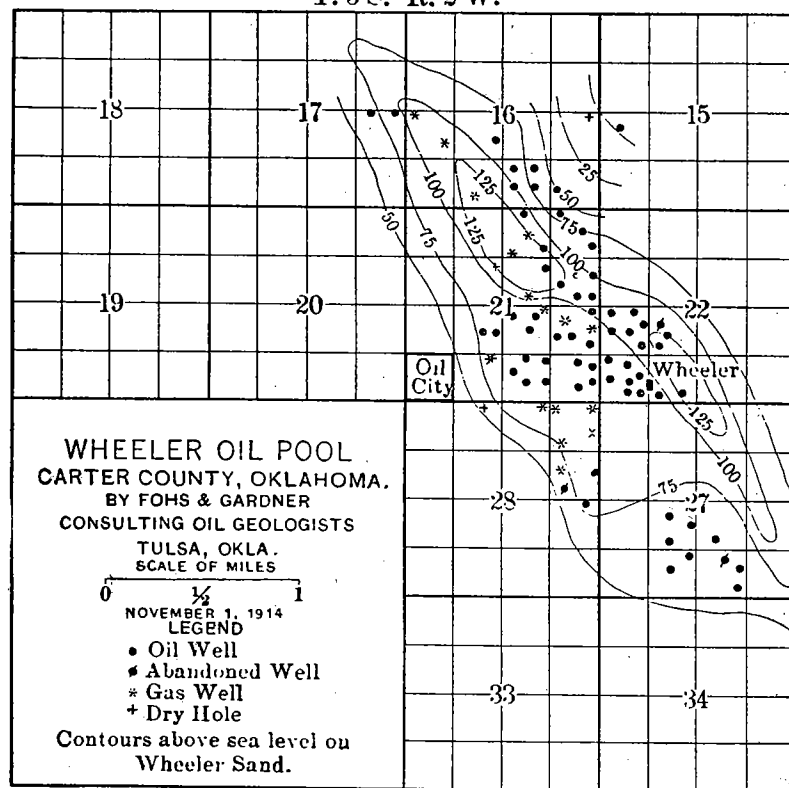 18
17
16
15
25
50
75
100
125
100
125
75
50
19
20
21
22
Oil
City
Wheeler
125
100
75
28
27
33
34
WHEELER OIL POOL
CARTER COUNTY, OKLAHOMA.
BY FOHS & GARDNER
CONSULTING OIL GEOLOGISTS
TULSA, OKLA.
SCALE OF MILES
0 ½ 1
NOVEMBER 1, 1914
LEGEND
Oil Well
Abandoned Well
Gas Well
Dry Hole
Contours above sea level on
Wheeler Sand.